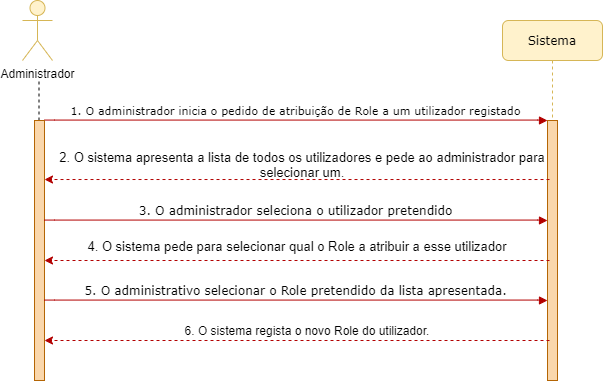 Sistema
Administrador
1. O administrador inicia o pedido de atribuição de Role a um utilizador registado
2. O sistema apresenta a lista de todos os utilizadores e pede ao administrador para
selecionar um.
3. O administrador seleciona o utilizador pretendido
4. O sistema pede para selecionar qual o Role a atribuir a esse utilizador
5. O administrativo selecionar o Role pretendido da lista apresentada.
6. O sistema regista o novo Role do utilizador.